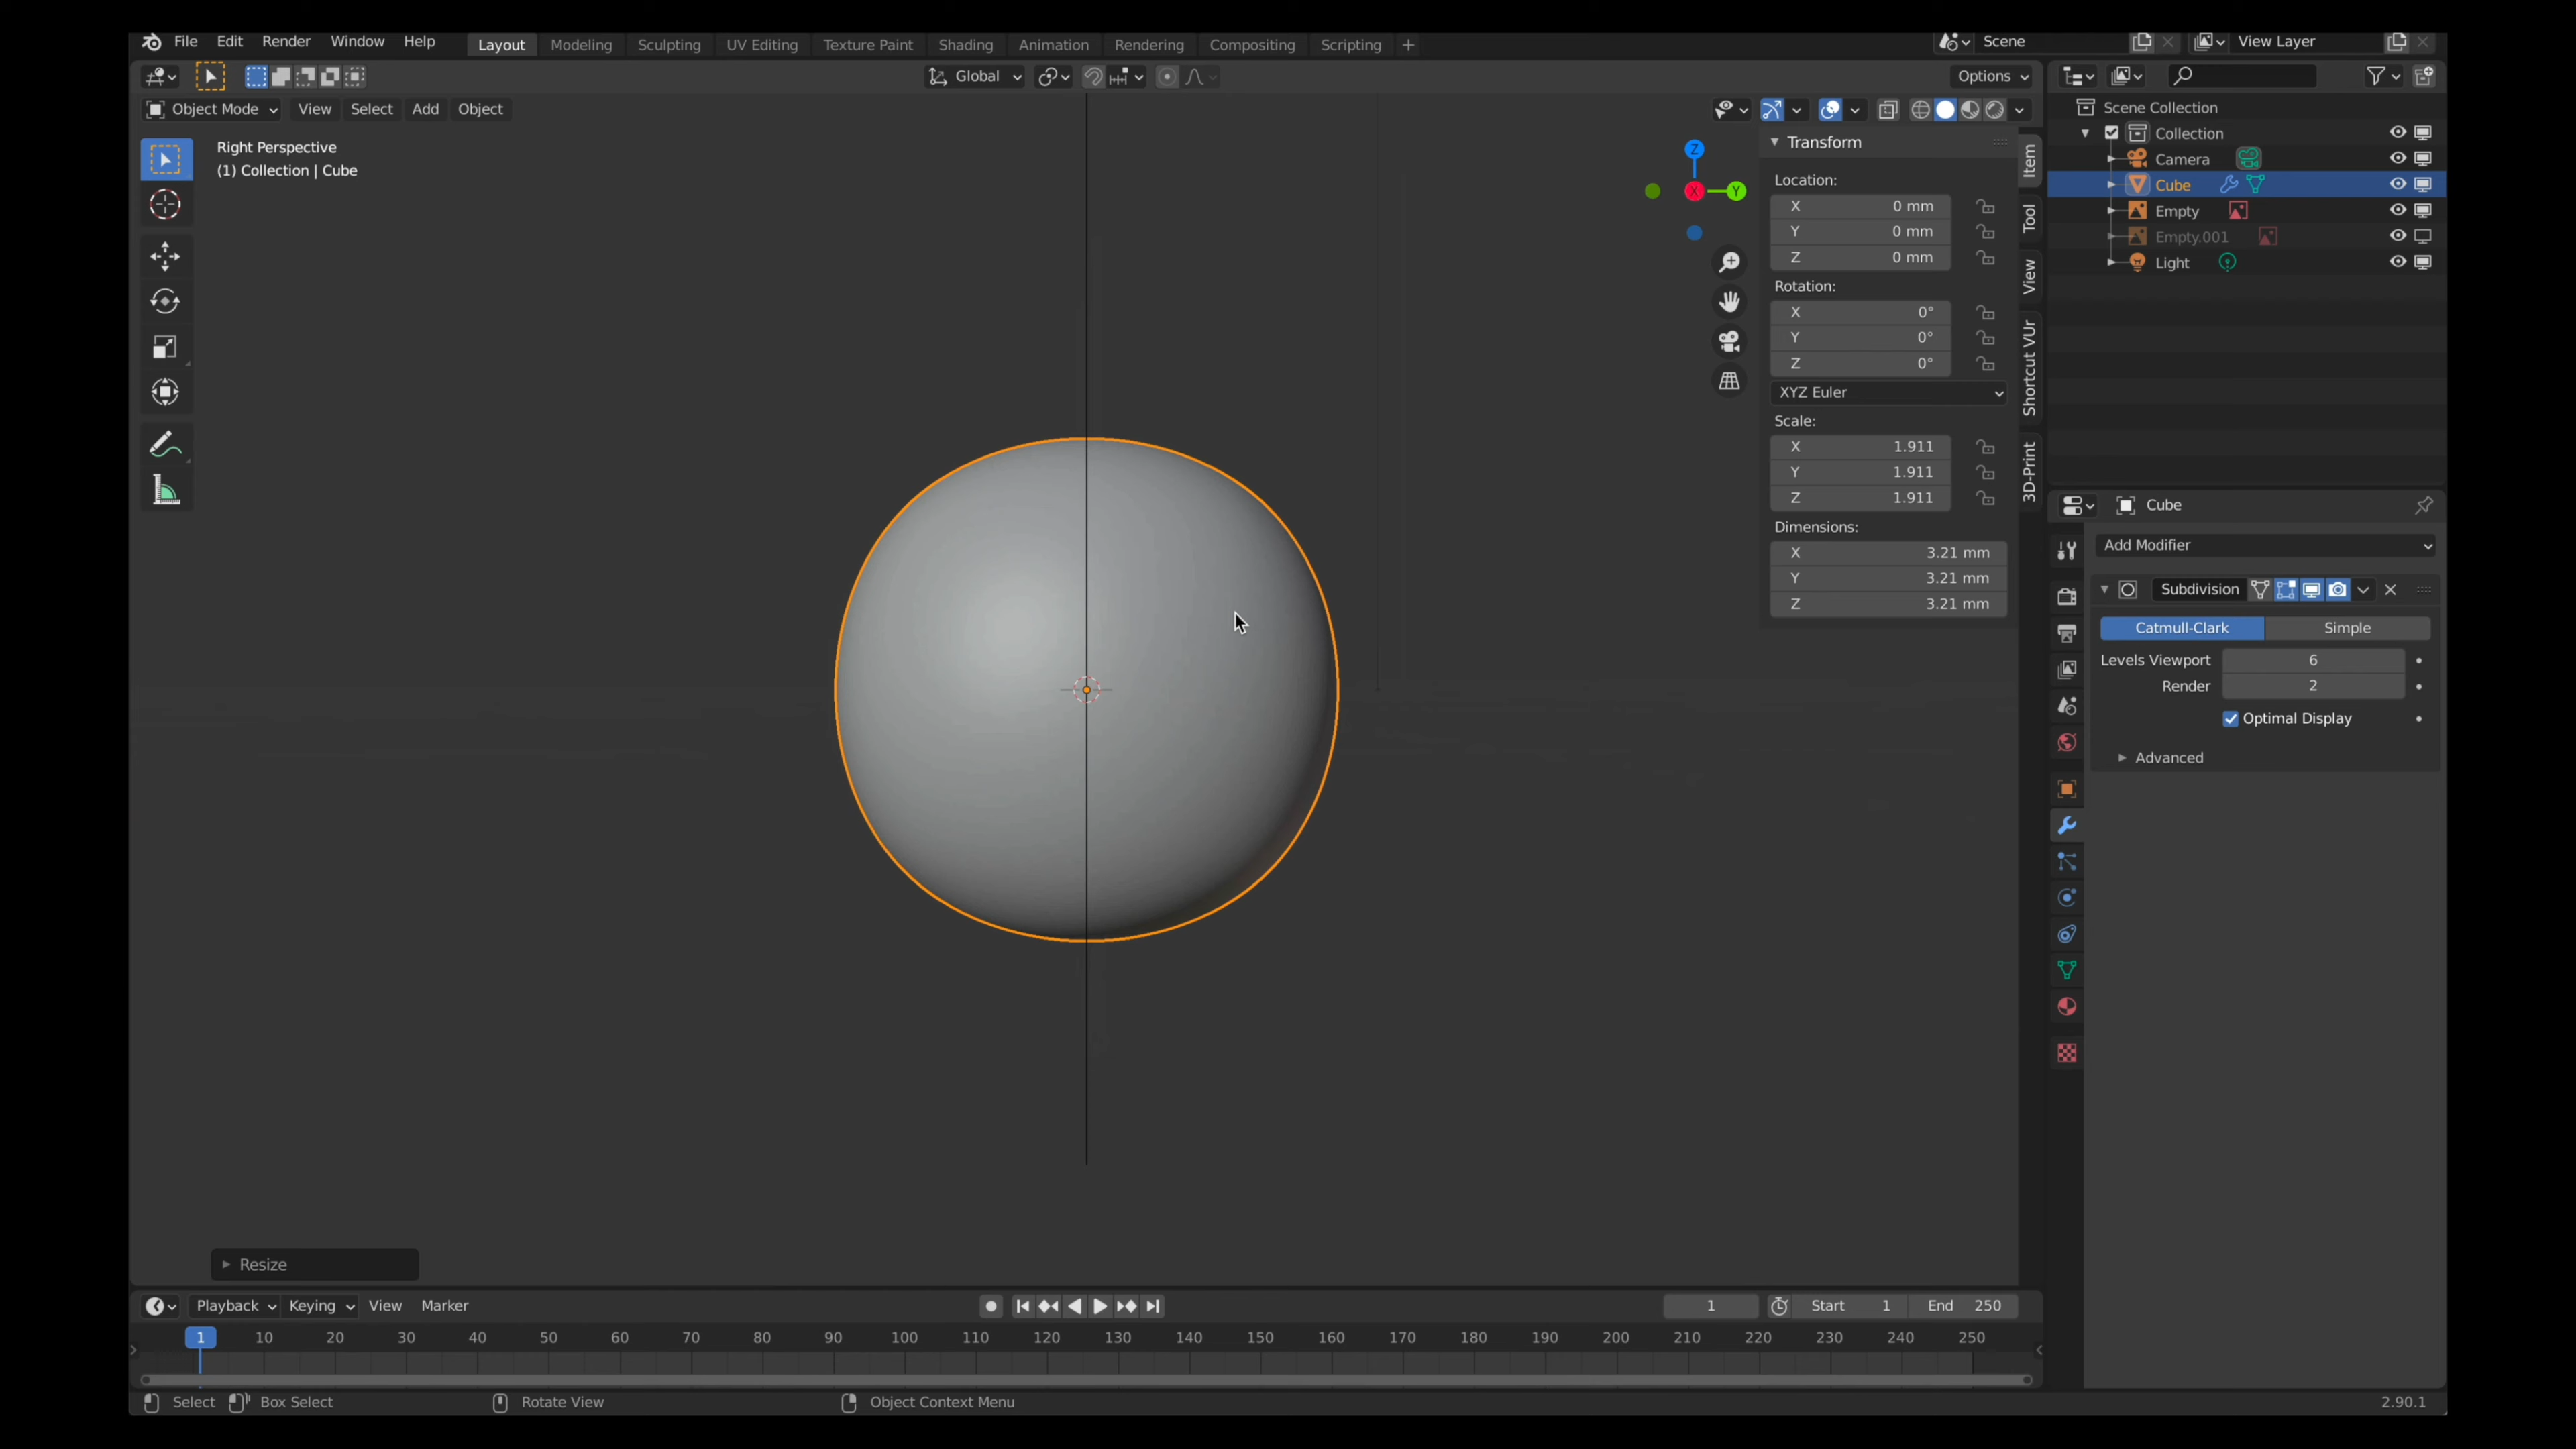 File Edit Render Window Help Layout Modeling Sculpting UV Editing Texture Paint Shading Animation Rendering Compositing Scripting + Scene View Layer
Global Options
Object Mode View Select Add Object
Right Perspective
(1) Collection | Cube
Z
X
Y
Transform
Location:
X 0 mm
Y 0 mm
Z 0 mm
Rotation:
X 0°
Y 0°
Z 0°
XYZ Euler
Scale:
X 1.911
Y 1.911
Z 1.911
Dimensions:
X 3.21 mm
Y 3.21 mm
Z 3.21 mm
Item
Tool
View
Shortcut VUr
3D-Print
Scene Collection
Collection
Camera
Cube
Empty
Empty.001
Light
Cube
Add Modifier
Subdivision
Catmull-Clark Simple
Levels Viewport 6
Render 2
Optimal Display
Advanced
Resize
Playback Keying View Marker 1 Start 1 End 250
1 10 20 30 40 50 60 70 80 90 100 110 120 130 140 150 160 170 180 190 200 210 220 230 240 250
Select Box Select Rotate View Object Context Menu 2.90.1